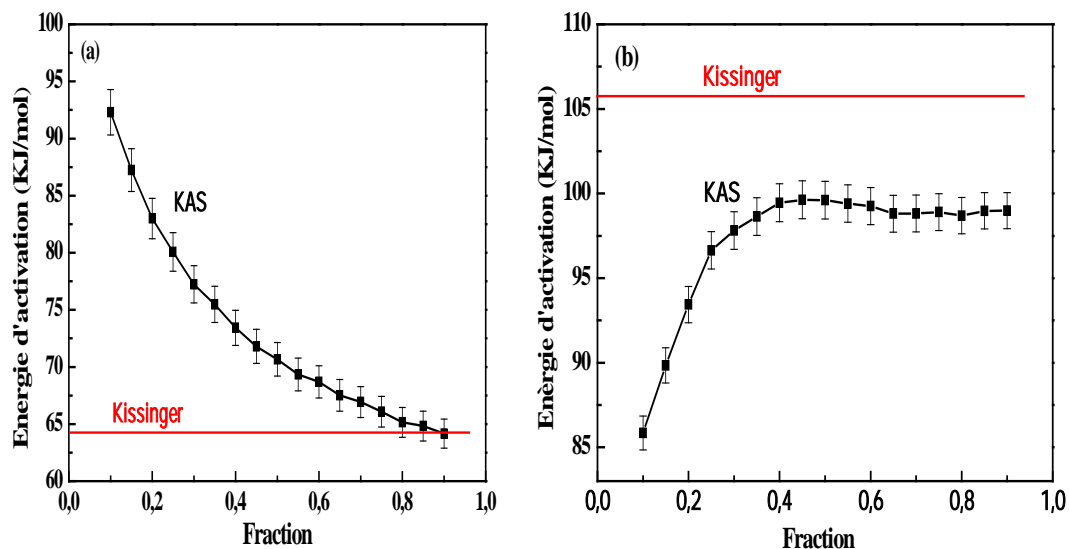 (a)
Energie d'activation (KJ/mol)
100
95
90
85
80
75
70
65
60
KAS
Kissinger
0,0 0,2 0,4 0,6 0,8 1,0
Fraction
(b)
Enèrgie d'activation (KJ/mol)
110
105
100
95
90
85
Kissinger
KAS
0,0 0,2 0,4 0,6 0,8 1,0
Fraction